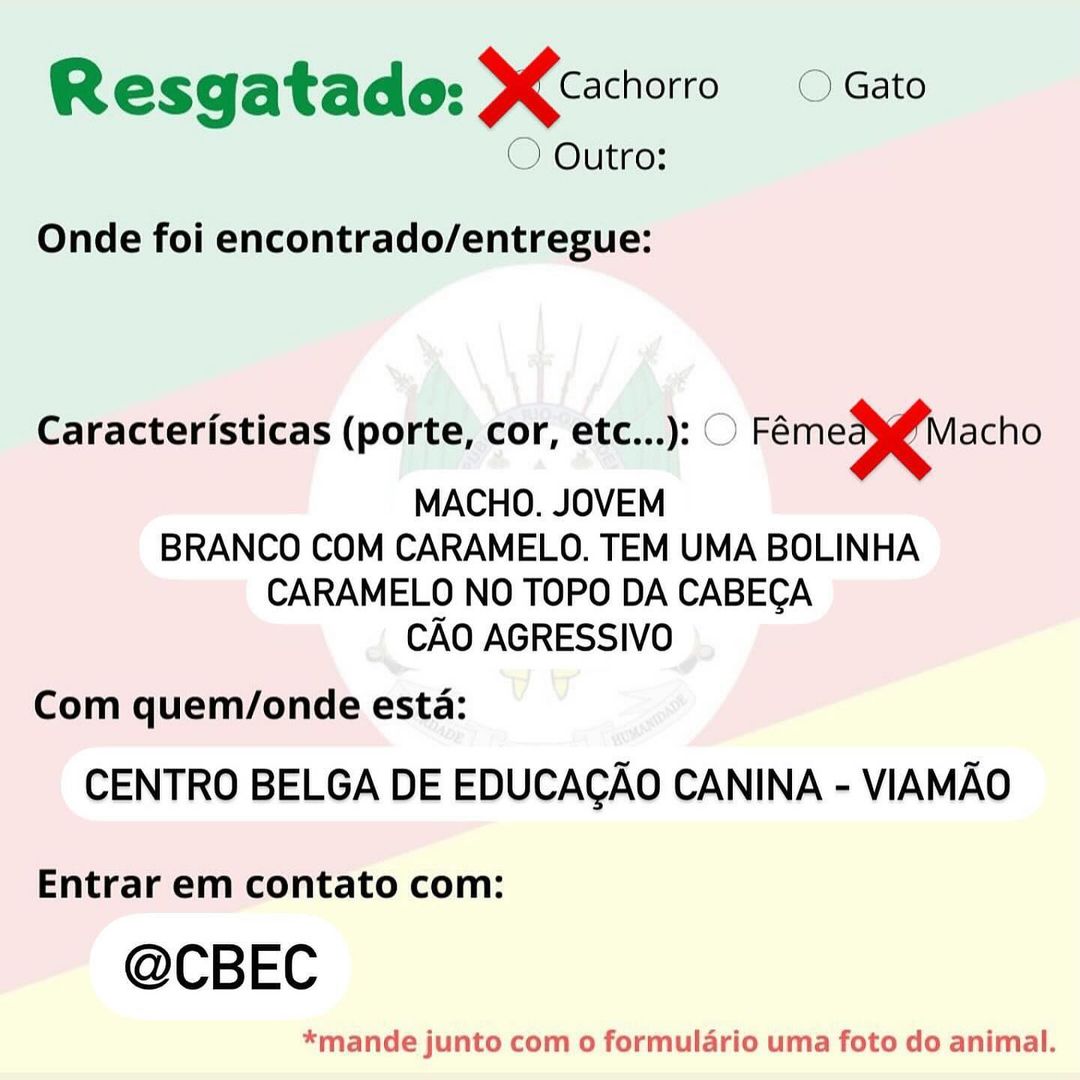 Resgatado: Cachorro Gato
Outro:
Onde foi encontrado/entregue:
Características (porte, cor, etc...): Fêmea Macho
MACHO. JOVEM
BRANCO COM CARAMELO. TEM UMA BOLINHA
CARAMELO NO TOPO DA CABEÇA
CÃO AGRESSIVO
HUMANIDADE
Com quem/onde está:
CENTRO BELGA DE EDUCAÇÃO CANINA - VIAMÃO
Entrar em contato com:
@CBEC
*mande junto com o formulário uma foto do animal.